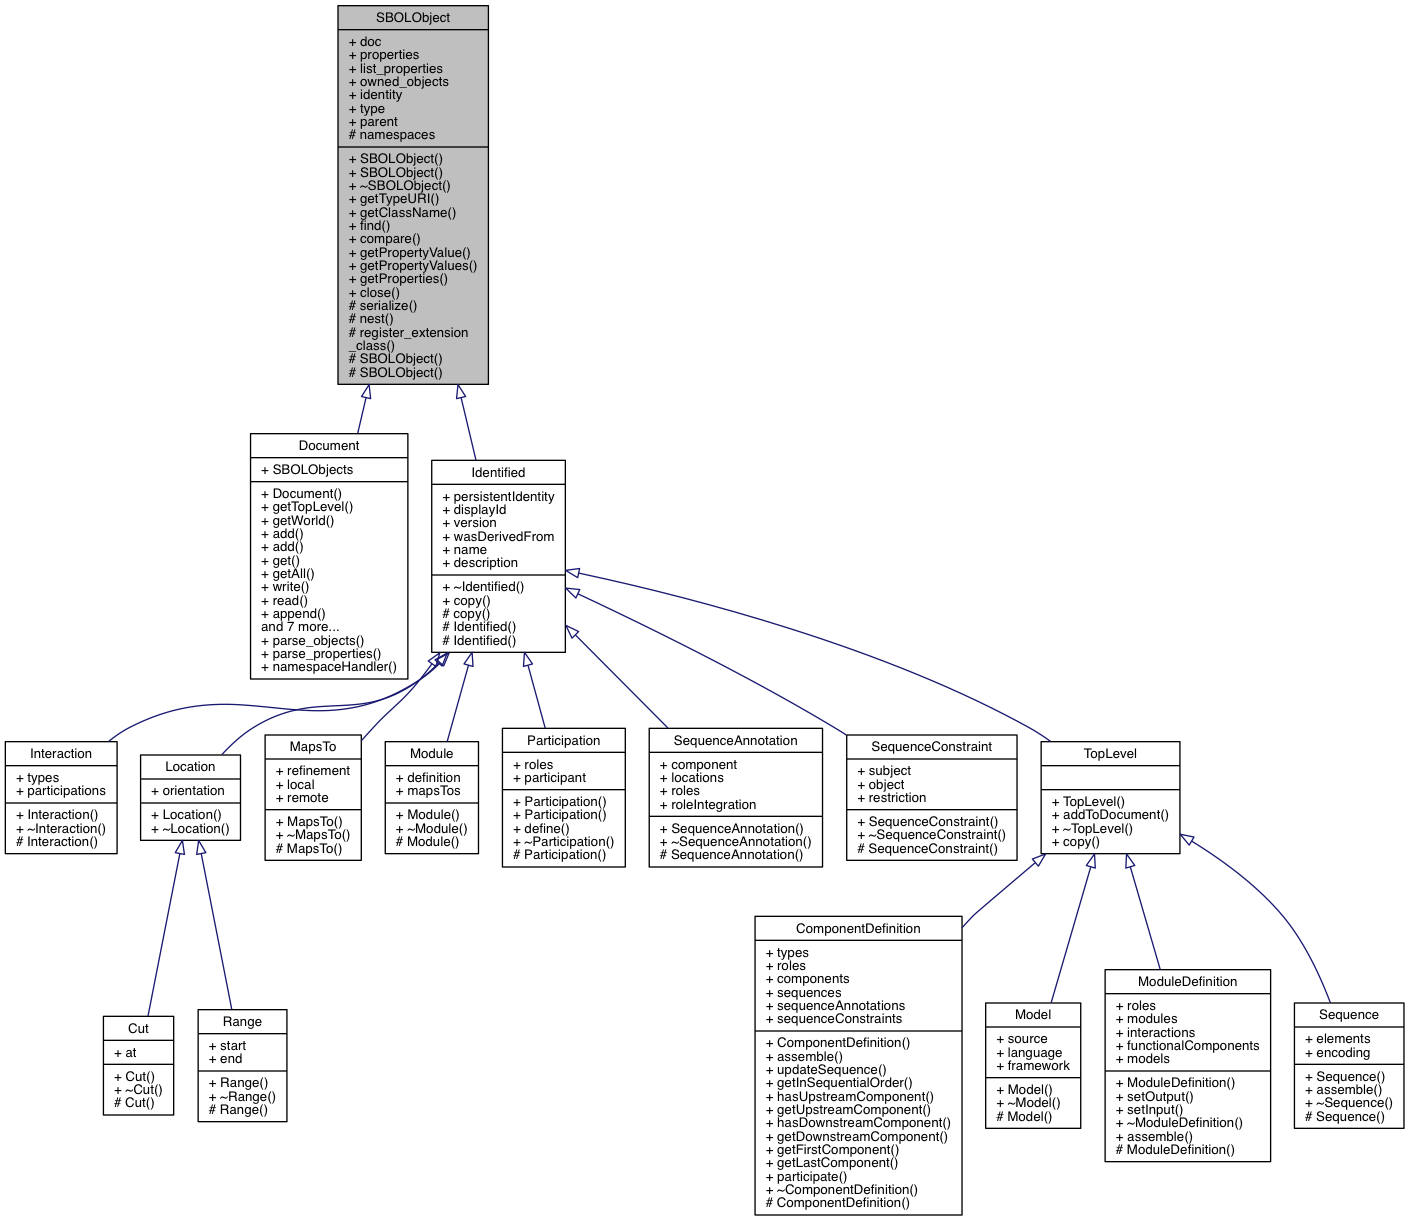 SBOLObject
+ doc
+ properties
+ list_properties
+ owned_objects
+ identity
+ type
+ parent
# namespaces
+ SBOLObject()
+ SBOLObject()
+ ~SBOLObject()
+ getTypeURI()
+ getClassName()
+ find()
+ compare()
+ getPropertyValue()
+ getPropertyValues()
+ getProperties()
+ close()
# serialize()
# nest()
# register_extension
_class()
# SBOLObject()
# SBOLObject()
Document
+ SBOLObjects
+ Document()
+ getTopLevel()
+ getWorld()
+ add()
+ add()
+ get()
+ getAll()
+ write()
+ read()
+ append()
and 7 more...
+ parse_objects()
+ parse_properties()
+ namespaceHandler()
Identified
+ persistentIdentity
+ displayId
+ version
+ wasDerivedFrom
+ name
+ description
+ ~Identified()
+ copy()
# copy()
# Identified()
# Identified()
Interaction
+ types
+ participations
+ Interaction()
+ ~Interaction()
# Interaction()
Location
+ orientation
+ Location()
+ ~Location()
MapsTo
+ refinement
+ local
+ remote
+ MapsTo()
+ ~MapsTo()
# MapsTo()
Module
+ definition
+ mapsTos
+ Module()
+ ~Module()
# Module()
Participation
+ roles
+ participant
+ Participation()
+ Participation()
+ define()
+ ~Participation()
# Participation()
SequenceAnnotation
+ component
+ locations
+ roles
+ roleIntegration
+ SequenceAnnotation()
+ ~SequenceAnnotation()
# SequenceAnnotation()
SequenceConstraint
+ subject
+ object
+ restriction
+ SequenceConstraint()
+ ~SequenceConstraint()
# SequenceConstraint()
TopLevel
+ TopLevel()
+ addToDocument()
+ ~TopLevel()
+ copy()
Cut
+ at
+ Cut()
+ ~Cut()
# Cut()
Range
+ start
+ end
+ Range()
+ ~Range()
# Range()
ComponentDefinition
+ types
+ roles
+ components
+ sequences
+ sequenceAnnotations
+ sequenceConstraints
+ ComponentDefinition()
+ assemble()
+ updateSequence()
+ getInSequentialOrder()
+ hasUpstreamComponent()
+ getUpstreamComponent()
+ hasDownstreamComponent()
+ getDownstreamComponent()
+ getFirstComponent()
+ getLastComponent()
+ participate()
+ ~ComponentDefinition()
# ComponentDefinition()
Model
+ source
+ language
+ framework
+ Model()
+ ~Model()
# Model()
ModuleDefinition
+ roles
+ modules
+ interactions
+ functionalComponents
+ models
+ ModuleDefinition()
+ setOutput()
+ setInput()
+ ~ModuleDefinition()
+ assemble()
# ModuleDefinition()
Sequence
+ elements
+ encoding
+ Sequence()
+ assemble()
+ ~Sequence()
# Sequence()